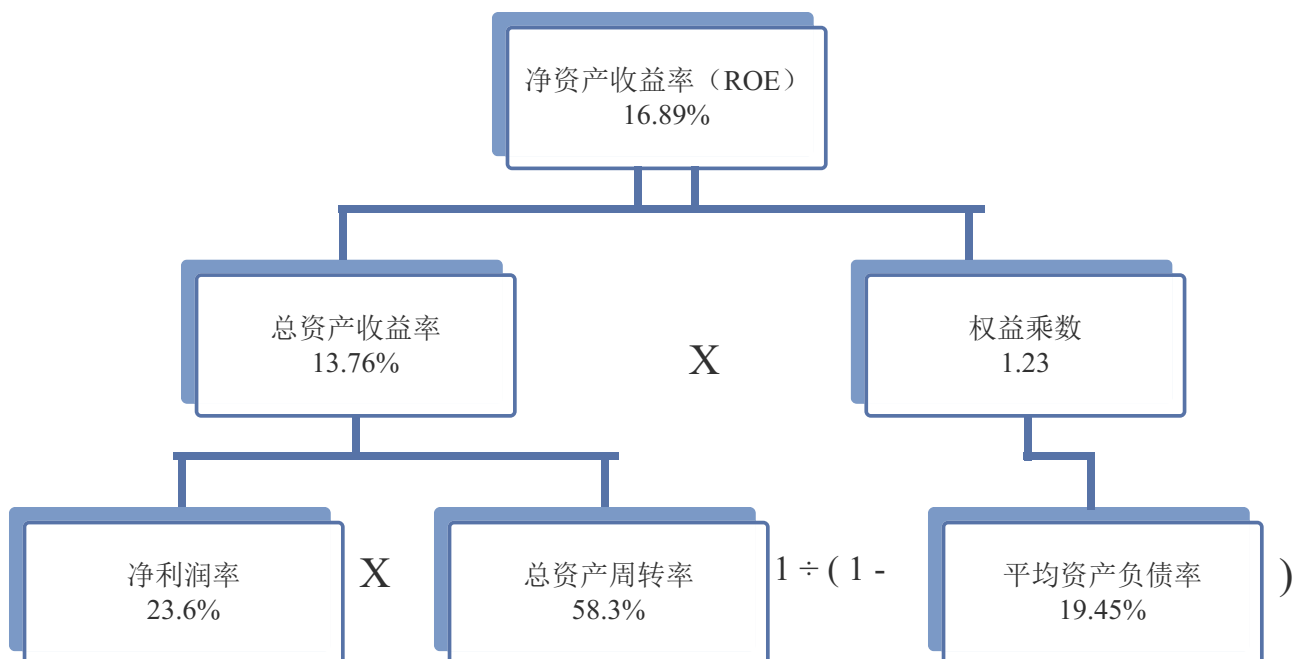 净资产收益率（ROE）
16.89%
总资产收益率
13.76%
X
权益乘数
1.23
净利润率
23.6%
X
总资产周转率
58.3%
1 ÷ ( 1 -
平均资产负债率
19.45%
)